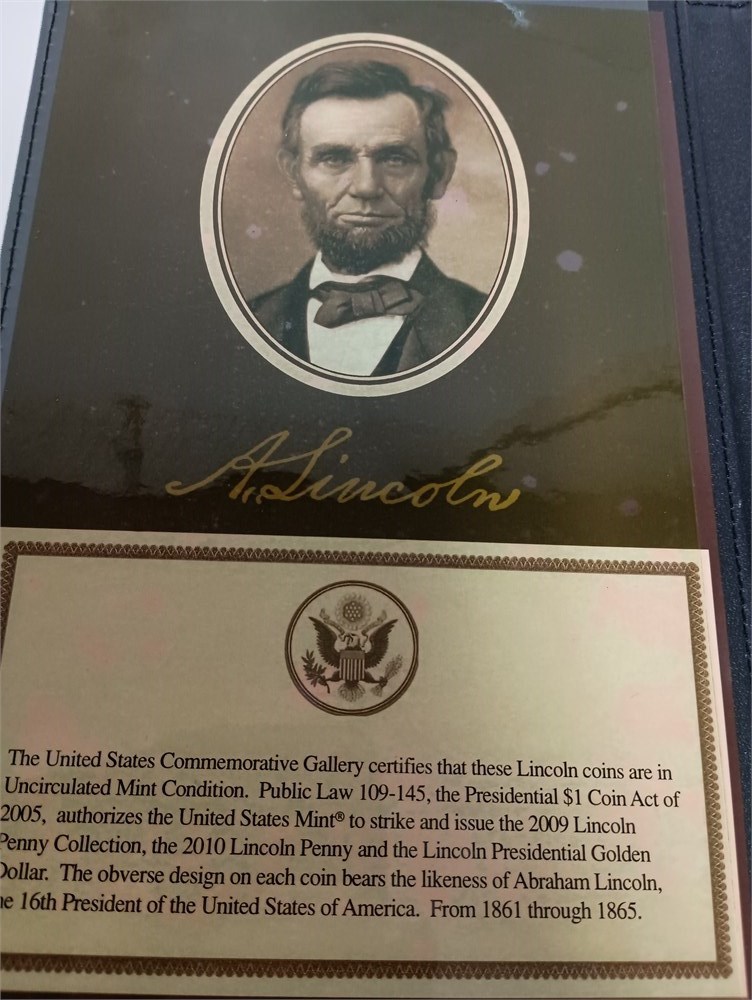 A. Lincoln
The United States Commemorative Gallery certifies that these Lincoln coins are in
Uncirculated Mint Condition. Public Law 109-145, the Presidential $1 Coin Act of
2005, authorizes the United States Mint® to strike and issue the 2009 Lincoln
Penny Collection, the 2010 Lincoln Penny and the Lincoln Presidential Golden
Dollar. The obverse design on each coin bears the likeness of Abraham Lincoln,
he 16th President of the United States of America. From 1861 through 1865.